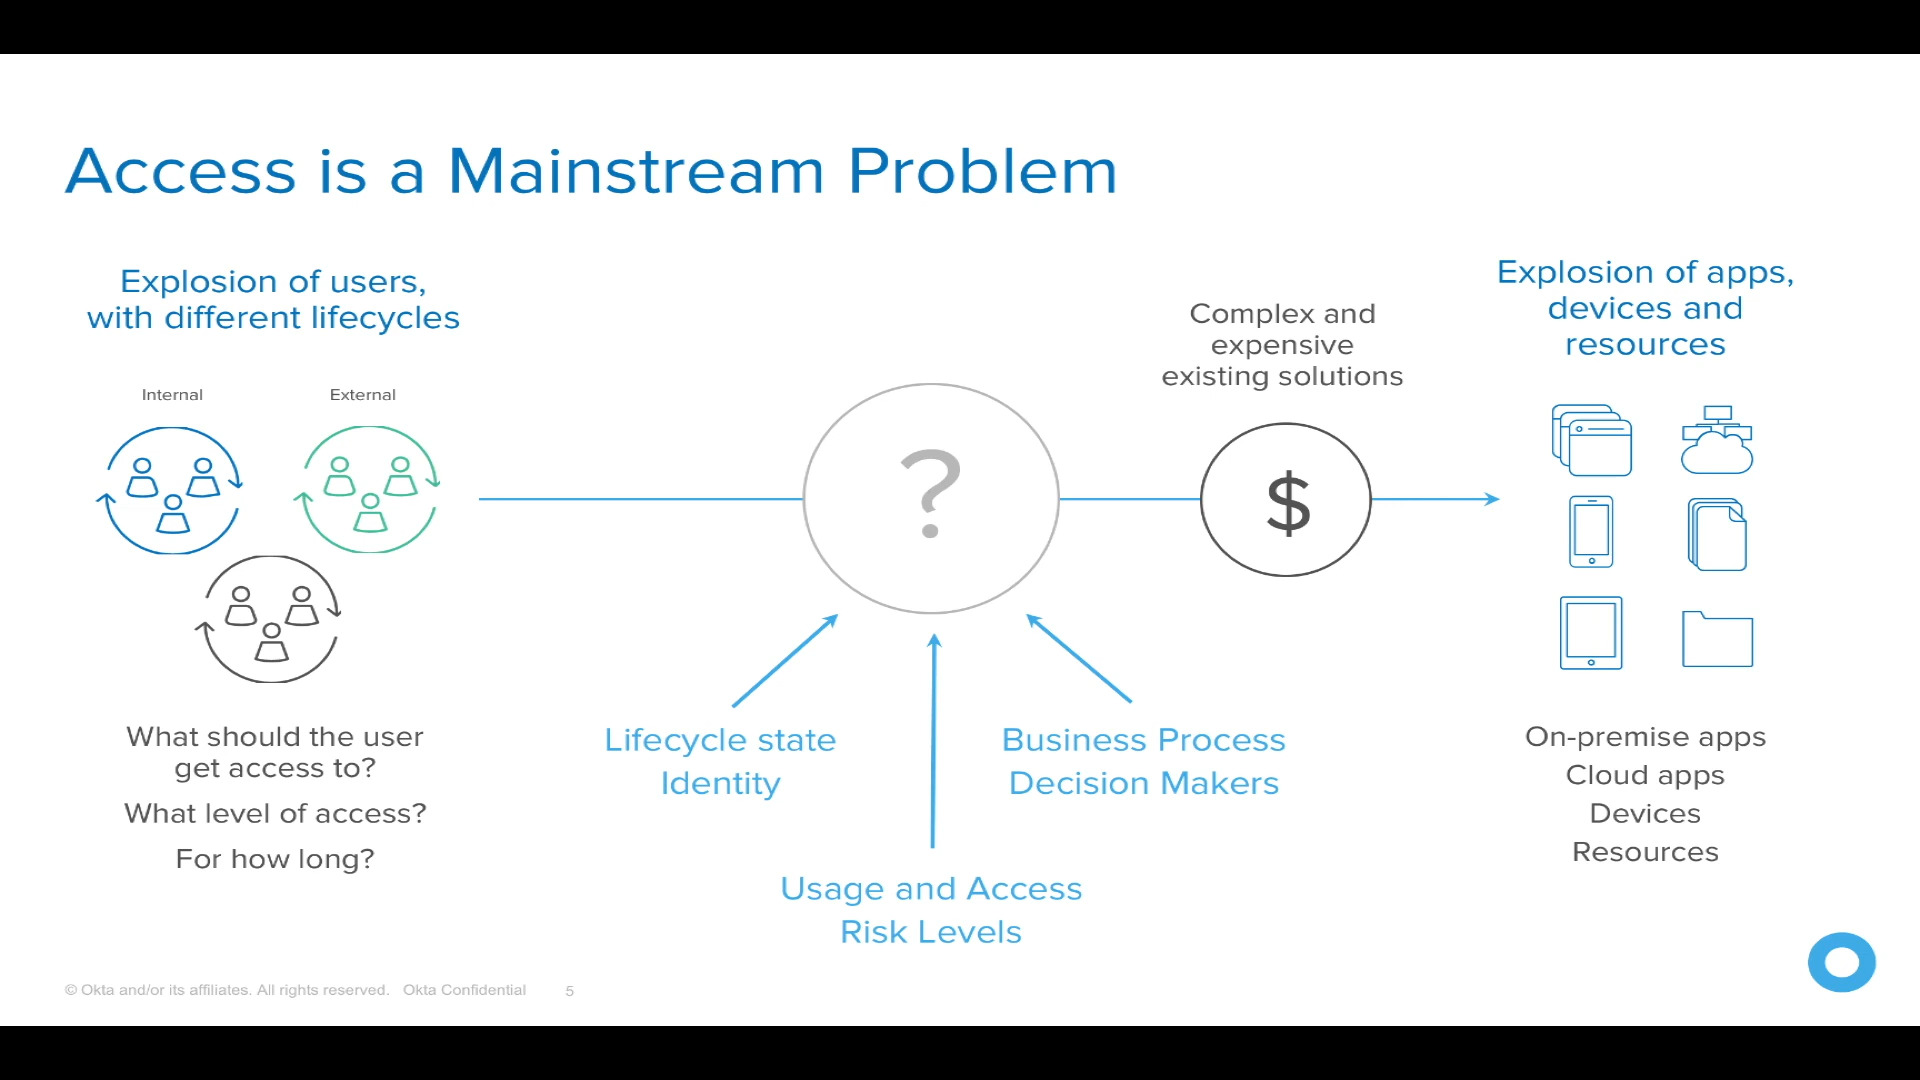 Access is a Mainstream Problem
Explosion of users,
with different lifecycles
Internal
External
What should the user
get access to?
What level of access?
For how long?
?
Lifecycle state
Identity
Usage and Access
Risk Levels
Business Process
Decision Makers
Complex and
expensive
existing solutions
$
Explosion of apps,
devices and
resources
On-premise apps
Cloud apps
Devices
Resources
© Okta and/or its affiliates. All rights reserved. Okta Confidential 5